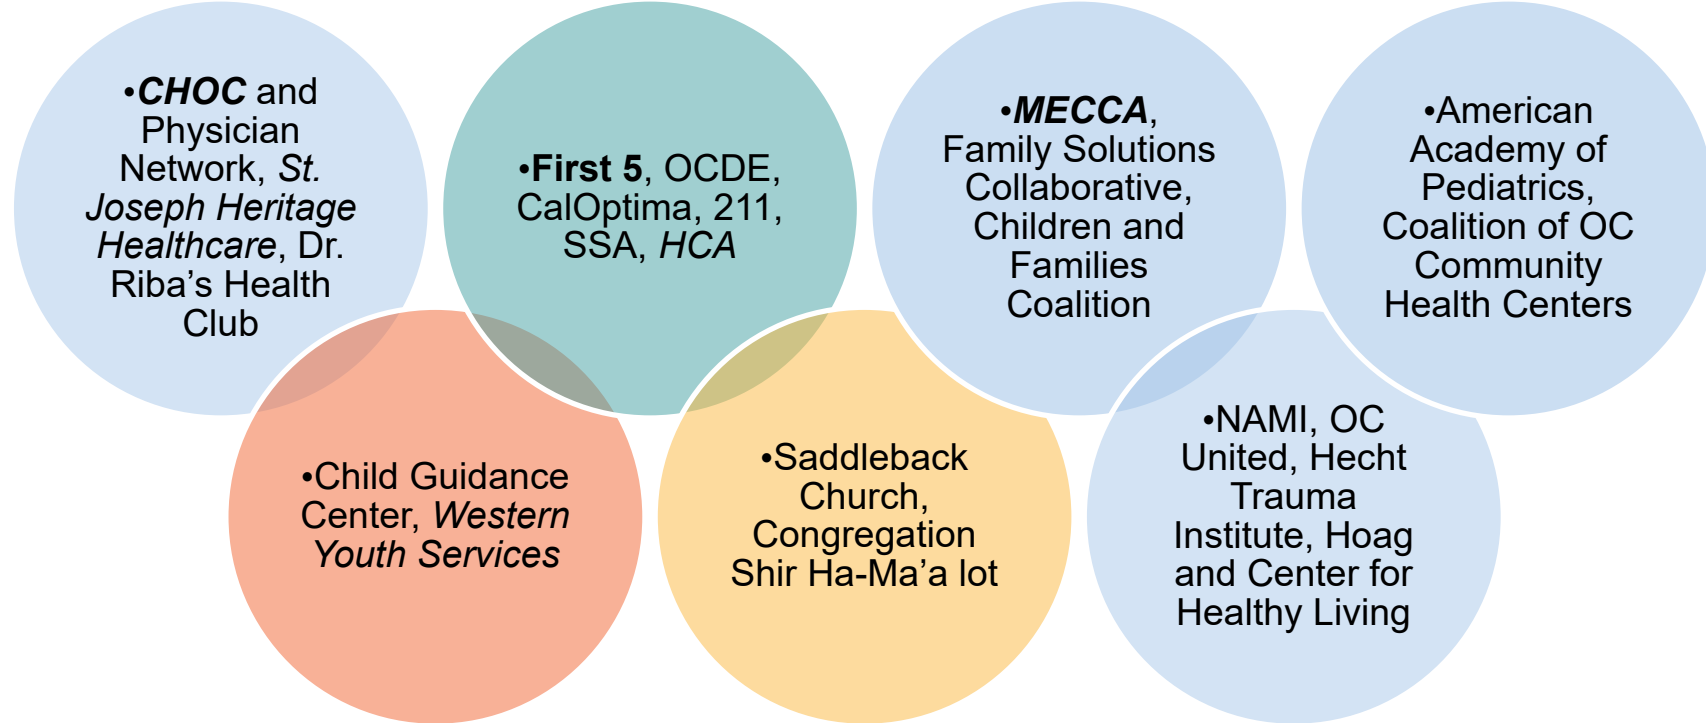 •CHOC and
Physician
Network, St.
Joseph Heritage
Healthcare, Dr.
Riba’s Health
Club
•First 5, OCDE,
CalOptima, 211,
SSA, HCA
•MECCA,
Family Solutions
Collaborative,
Children and
Families
Coalition
•American
Academy of
Pediatrics,
Coalition of OC
Community
Health Centers
•Child Guidance
Center, Western
Youth Services
•Saddleback
Church,
Congregation
Shir Ha-Ma’a lot
•NAMI, OC
United, Hecht
Trauma
Institute, Hoag
and Center for
Healthy Living